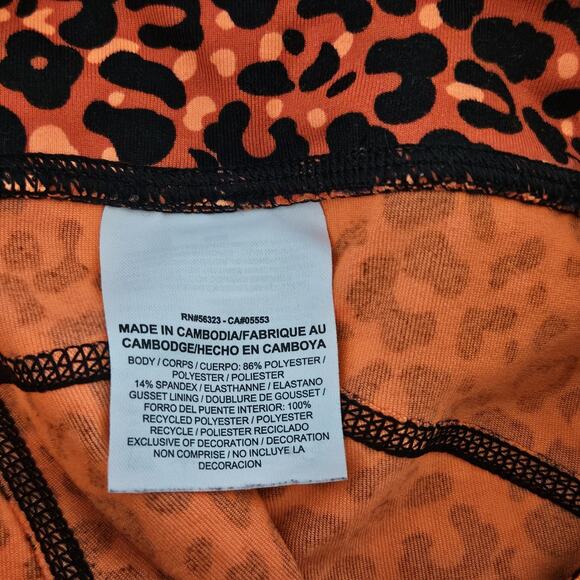 RN#56323 - CA#05553
MADE IN CAMBODIA/FABRIQUE AU
CAMBODGE/HECHO EN CAMBOYA
BODY / CORPS / CUERPO: 86% POLYESTER /
POLYESTER / POLIESTER
14% SPANDEX / ELASTHANNE / ELASTANO
GUSSET LINING / DOUBLURE DE GOUSSET /
FORRO DEL PUENTE INTERIOR: 100%
RECYCLED POLYESTER / POLYESTER
RECYCLE / POLIESTER RECICLADO
EXCLUSIVE OF DECORATION / DECORATION
NON COMPRISE / NO INCLUYE LA
DECORACION